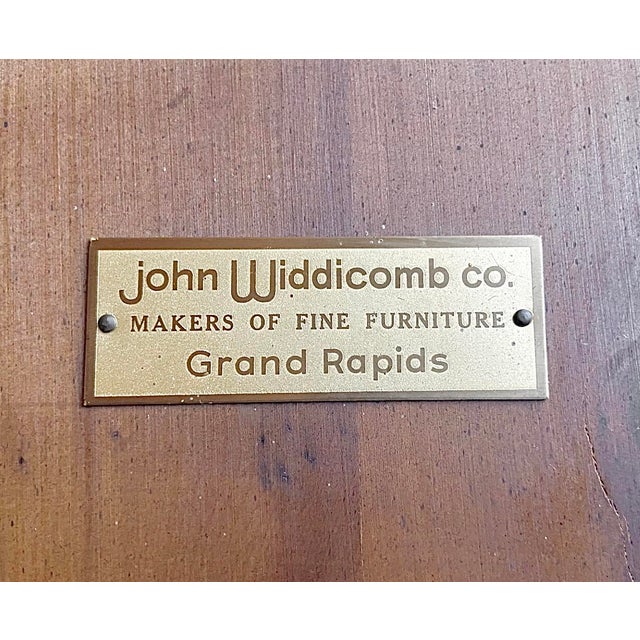 john Widdicomb co.
MAKERS OF FINE FURNITURE
Grand Rapids